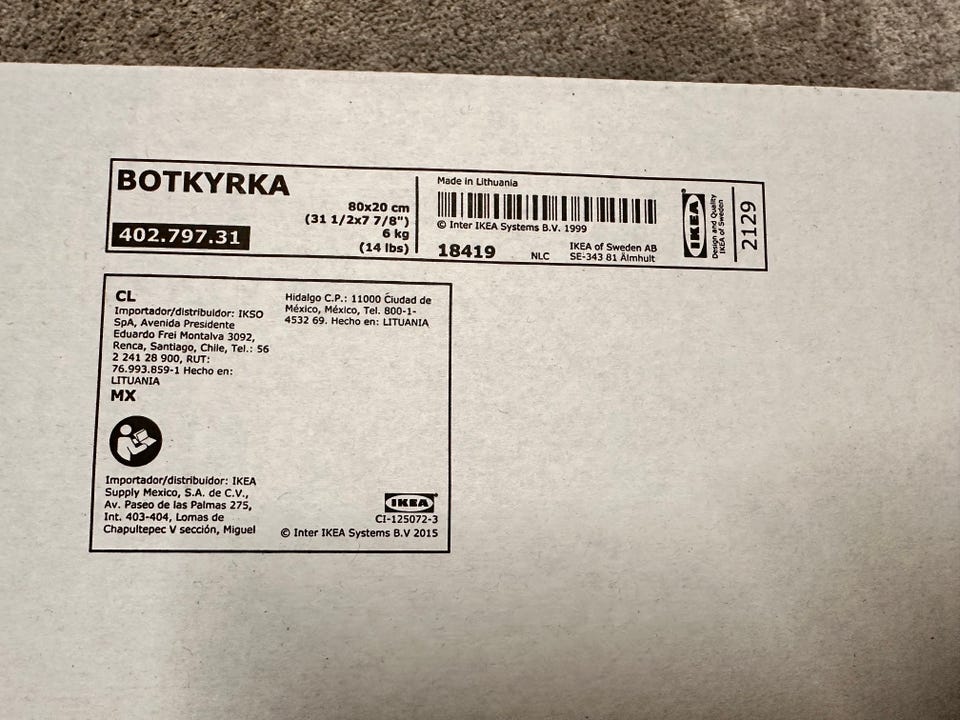 BOTKYRKA
80x20 cm
(31 1/2x7 7/8")
6 kg
(14 lbs)
402.797.31
Made in Lithuania
© Inter IKEA Systems B.V. 1999
18419
NLC
IKEA of Sweden AB
SE-343 81 Älmhult
IKEA®
Design and Quality
IKEA of Sweden
2129
CL
Importador/distribuidor: IKSO
SpA, Avenida Presidente
Eduardo Frei Montalva 3092,
Renca, Santiago, Chile, Tel.: 56
2 241 28 900, RUT:
76.993.859-1 Hecho en:
LITUANIA
MX
Importador/distribuidor: IKEA
Supply Mexico, S.A. de C.V.,
Av. Paseo de las Palmas 275,
Int. 403-404, Lomas de
Chapultepec V sección, Miguel
Hidalgo C.P.: 11000 Ciudad de
México, México, Tel. 800-1-
4532 69. Hecho en: LITUANIA
IKEA®
CI-125072-3
© Inter IKEA Systems B.V 2015